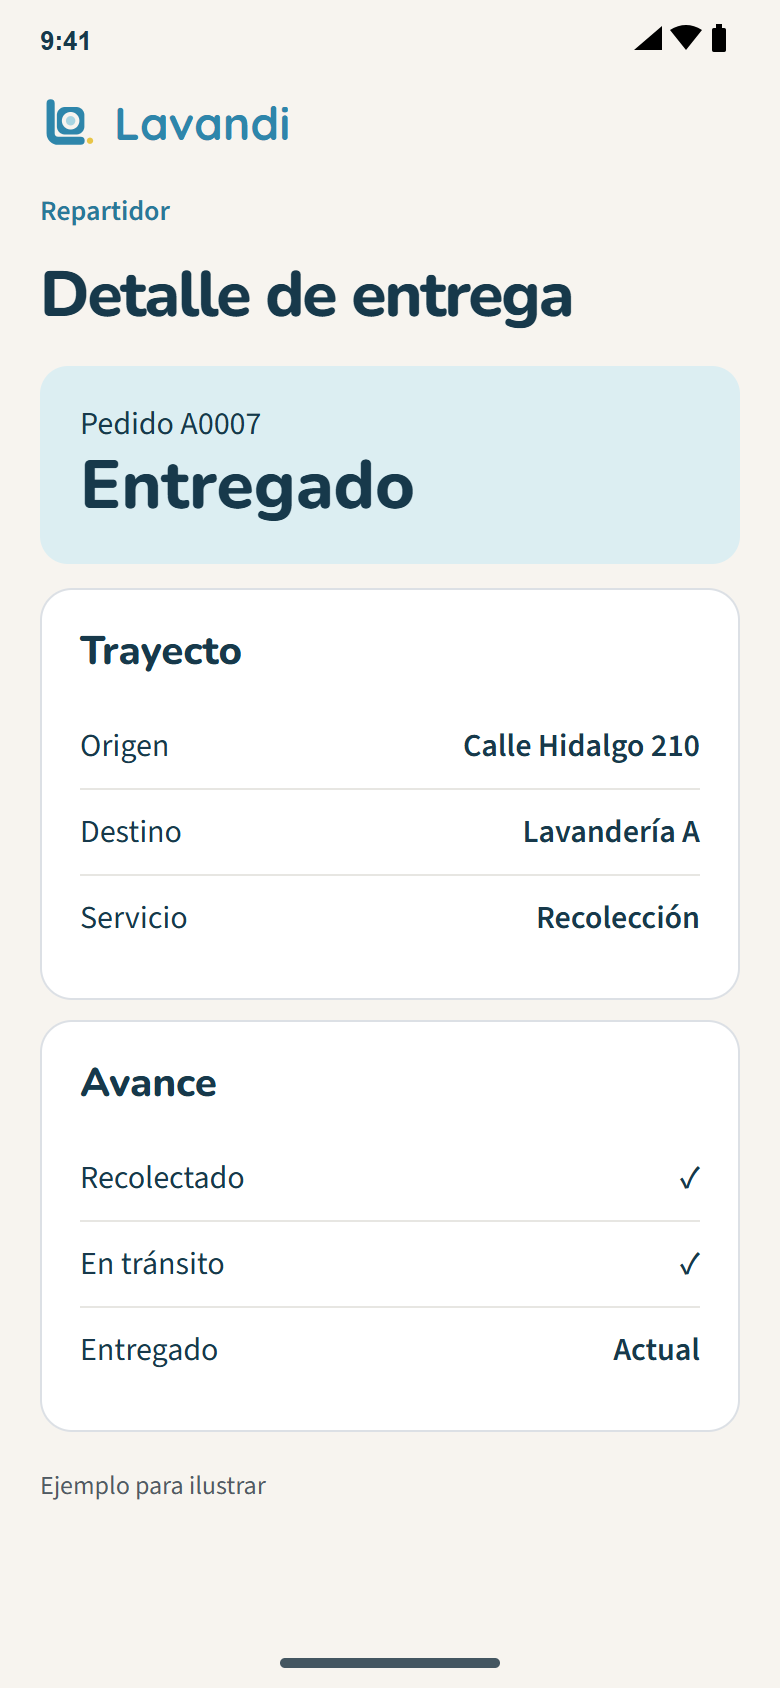 9:41
Lavandi
Repartidor
Detalle de entrega
Pedido A0007
Entregado
Trayecto
Origen Calle Hidalgo 210
Destino Lavandería A
Servicio Recolección
Avance
Recolectado ✓
En tránsito ✓
Entregado Actual
Ejemplo para ilustrar